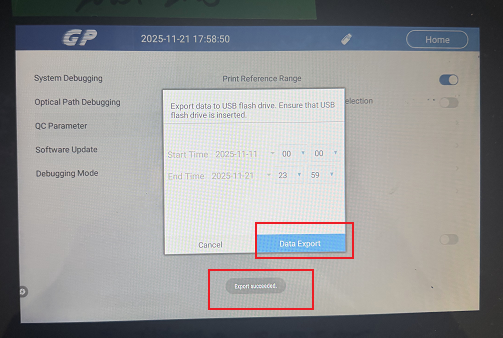 GP
2025-11-21 17:58:50
Home
System Debugging
Print Reference Range
Optical Path Debugging
election
QC Parameter
Software Update
Debugging Mode
Export data to USB flash drive. Ensure that USB
flash drive is inserted.
Start Time 2025-11-11 00 00
End Time 2025-11-21 23 59
Cancel
Data Export
Export succeeded.